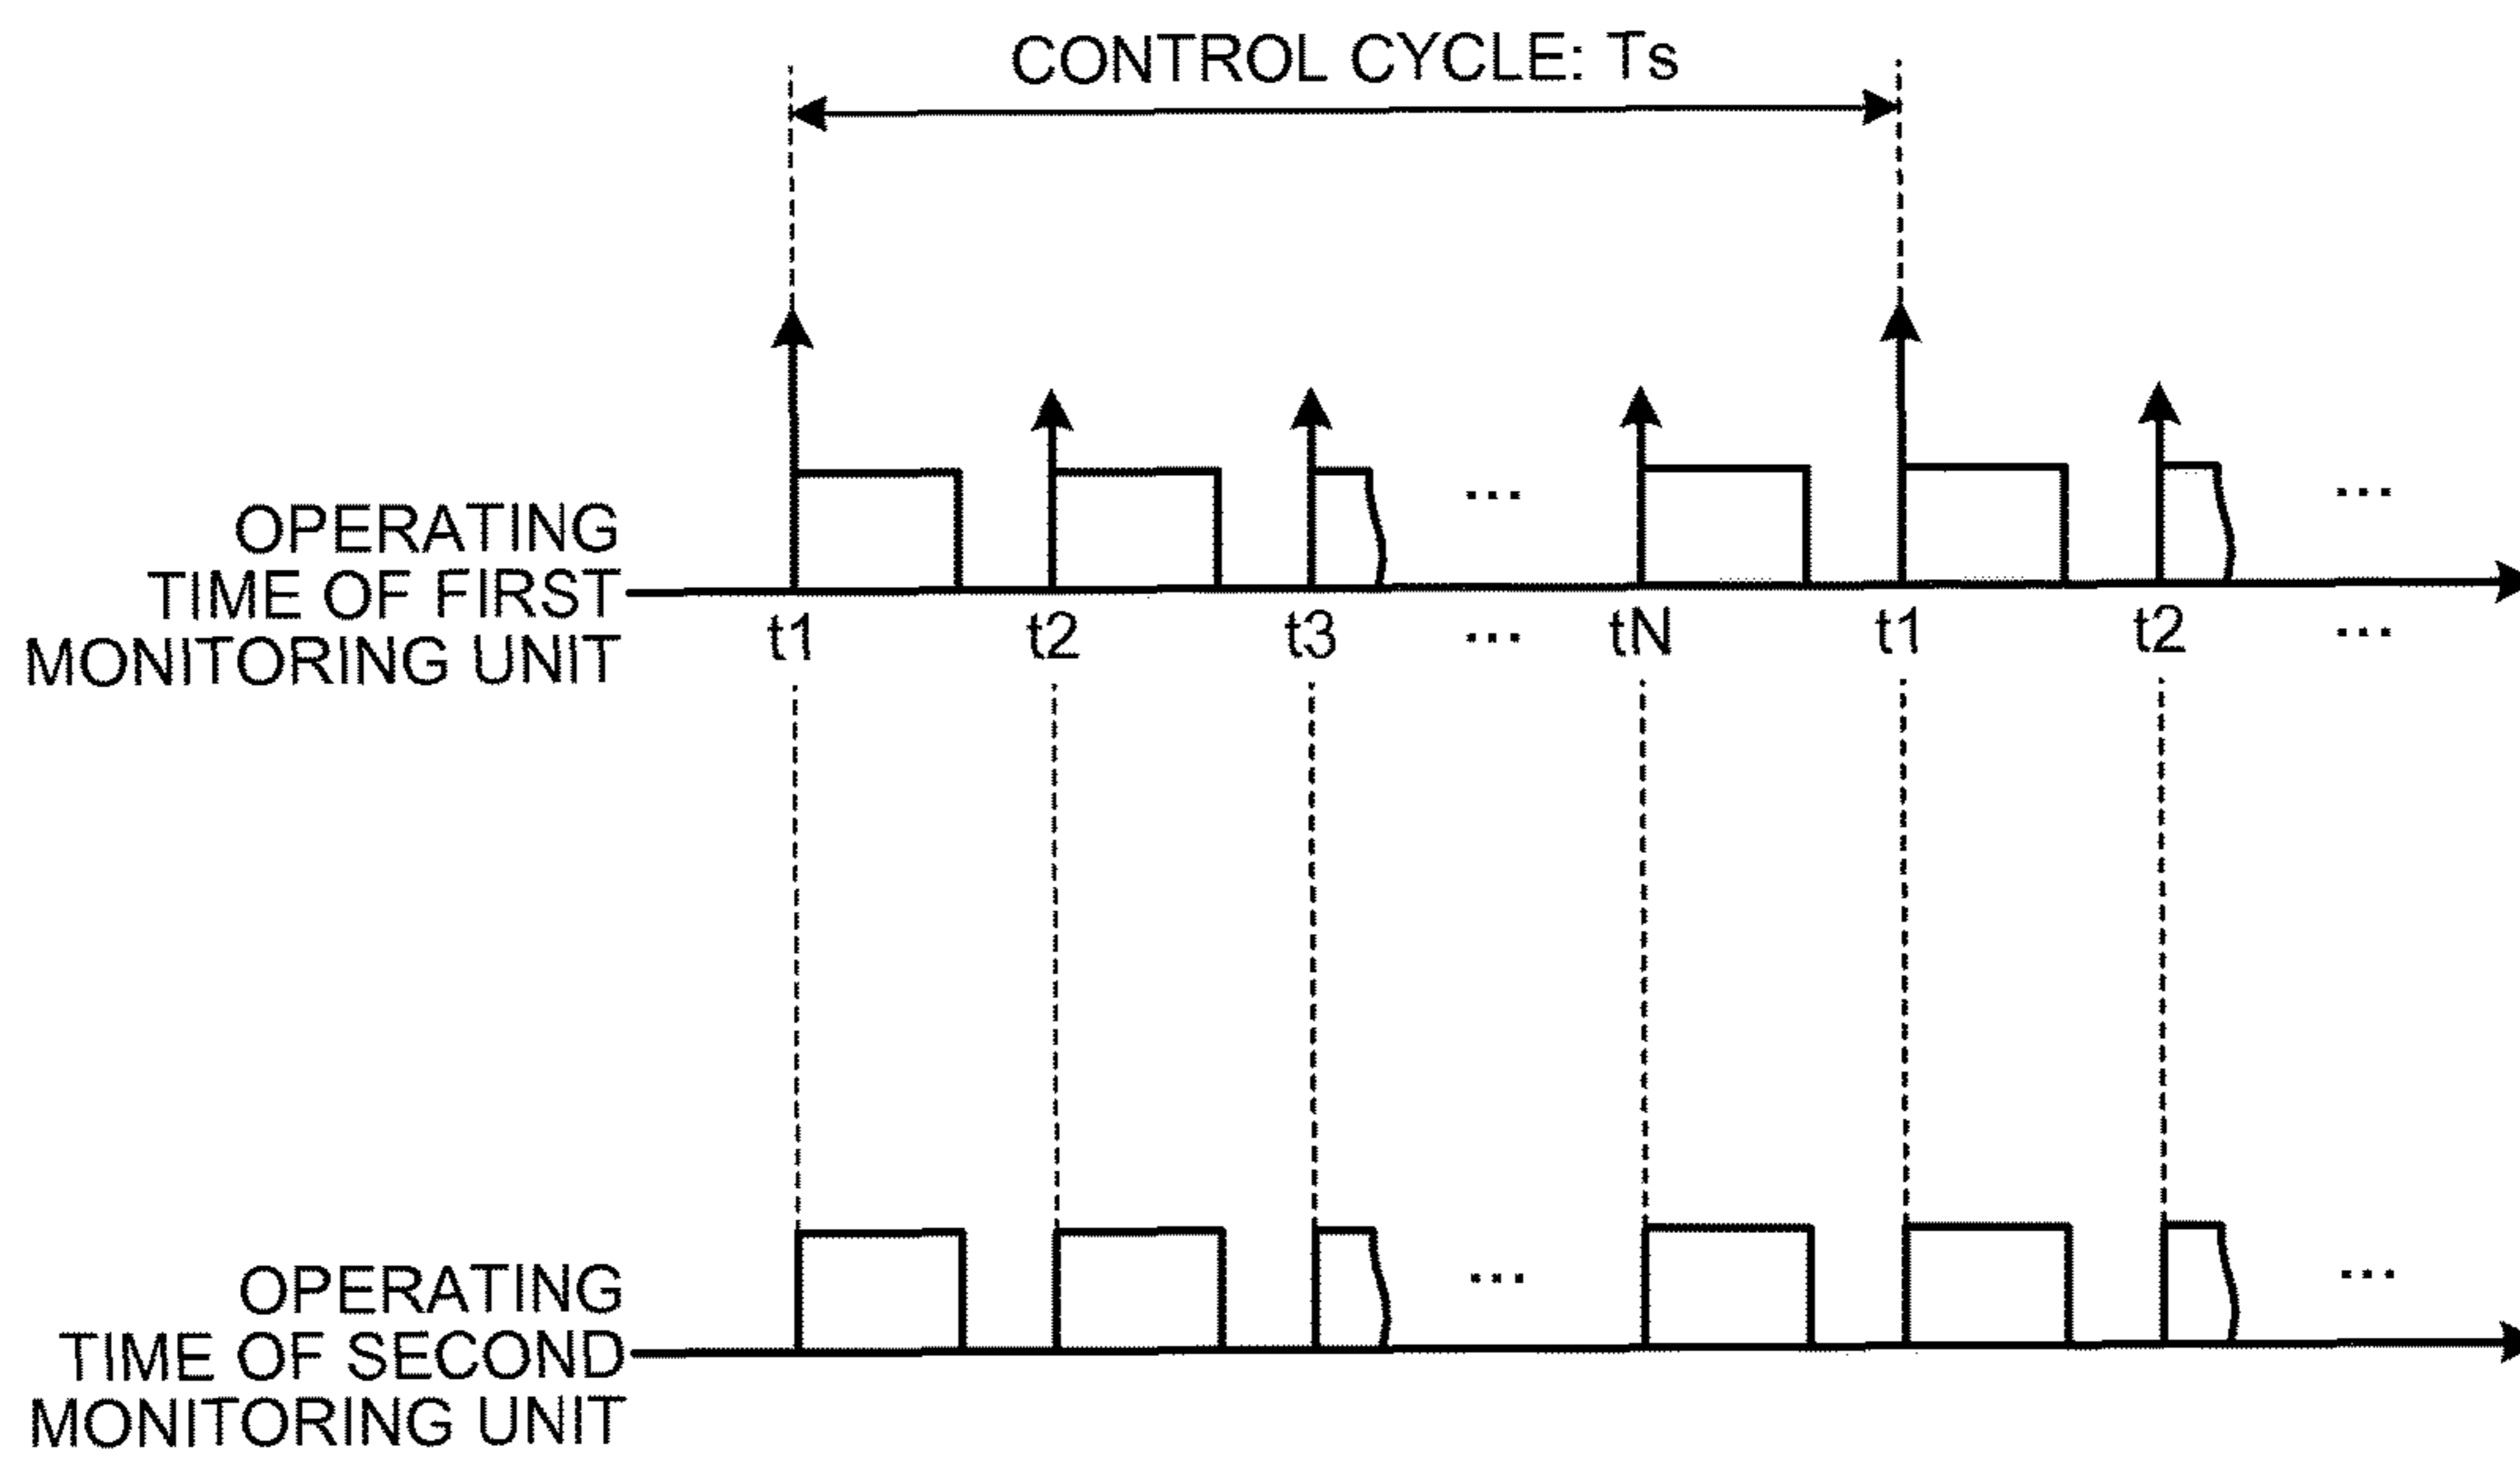 CONTROL CYCLE: Ts
...
...
OPERATING
TIME OF FIRST
MONITORING UNIT
t1 t2 t3 ... tN t1 t2 ...
...
...
OPERATING
TIME OF SECOND
MONITORING UNIT